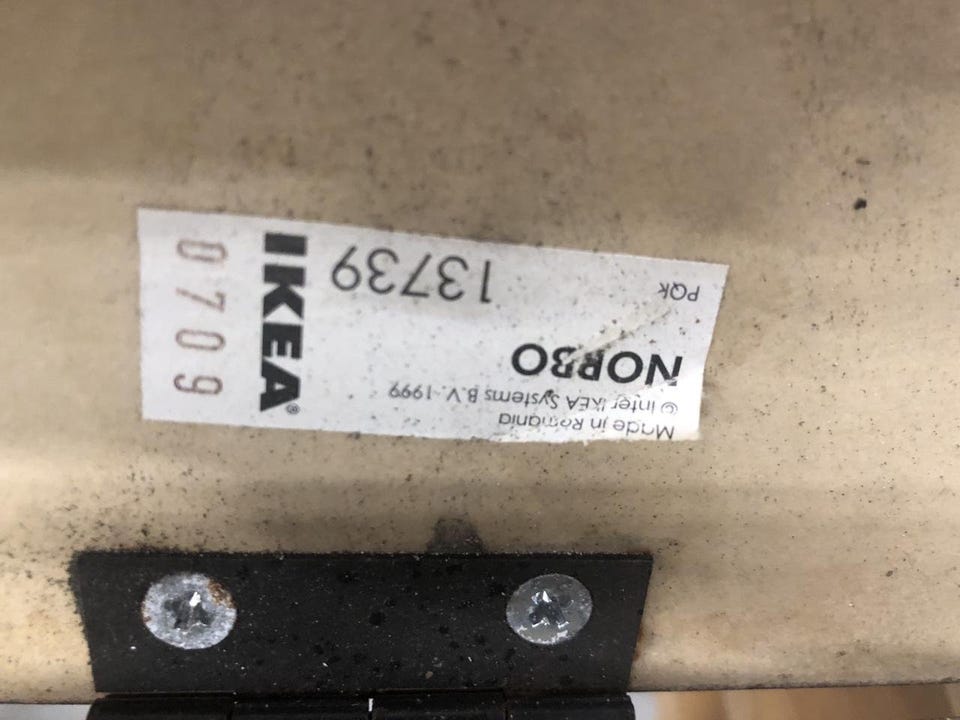 Made in Romania
© Inter IKEA Systems B.V. 1999
NORBO
PQK
13739
IKEA®
0709